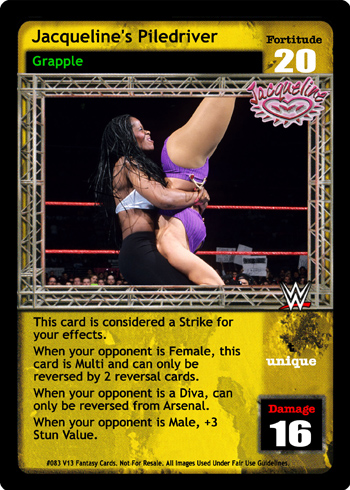 Jacqueline's Piledriver
Fortitude
20
Grapple
Jacqueline
W
This card is considered a Strike for
your effects.
When your opponent is Female, this
card is Multi and can only be
reversed by 2 reversal cards.
When your opponent is a Diva, can
only be reversed from Arsenal.
When your opponent is Male, +3
Stun Value.
unique
Damage
16
#083 V13 Fantasy Cards. Not For Resale. All Images Used Under Fair Use Guidelines.